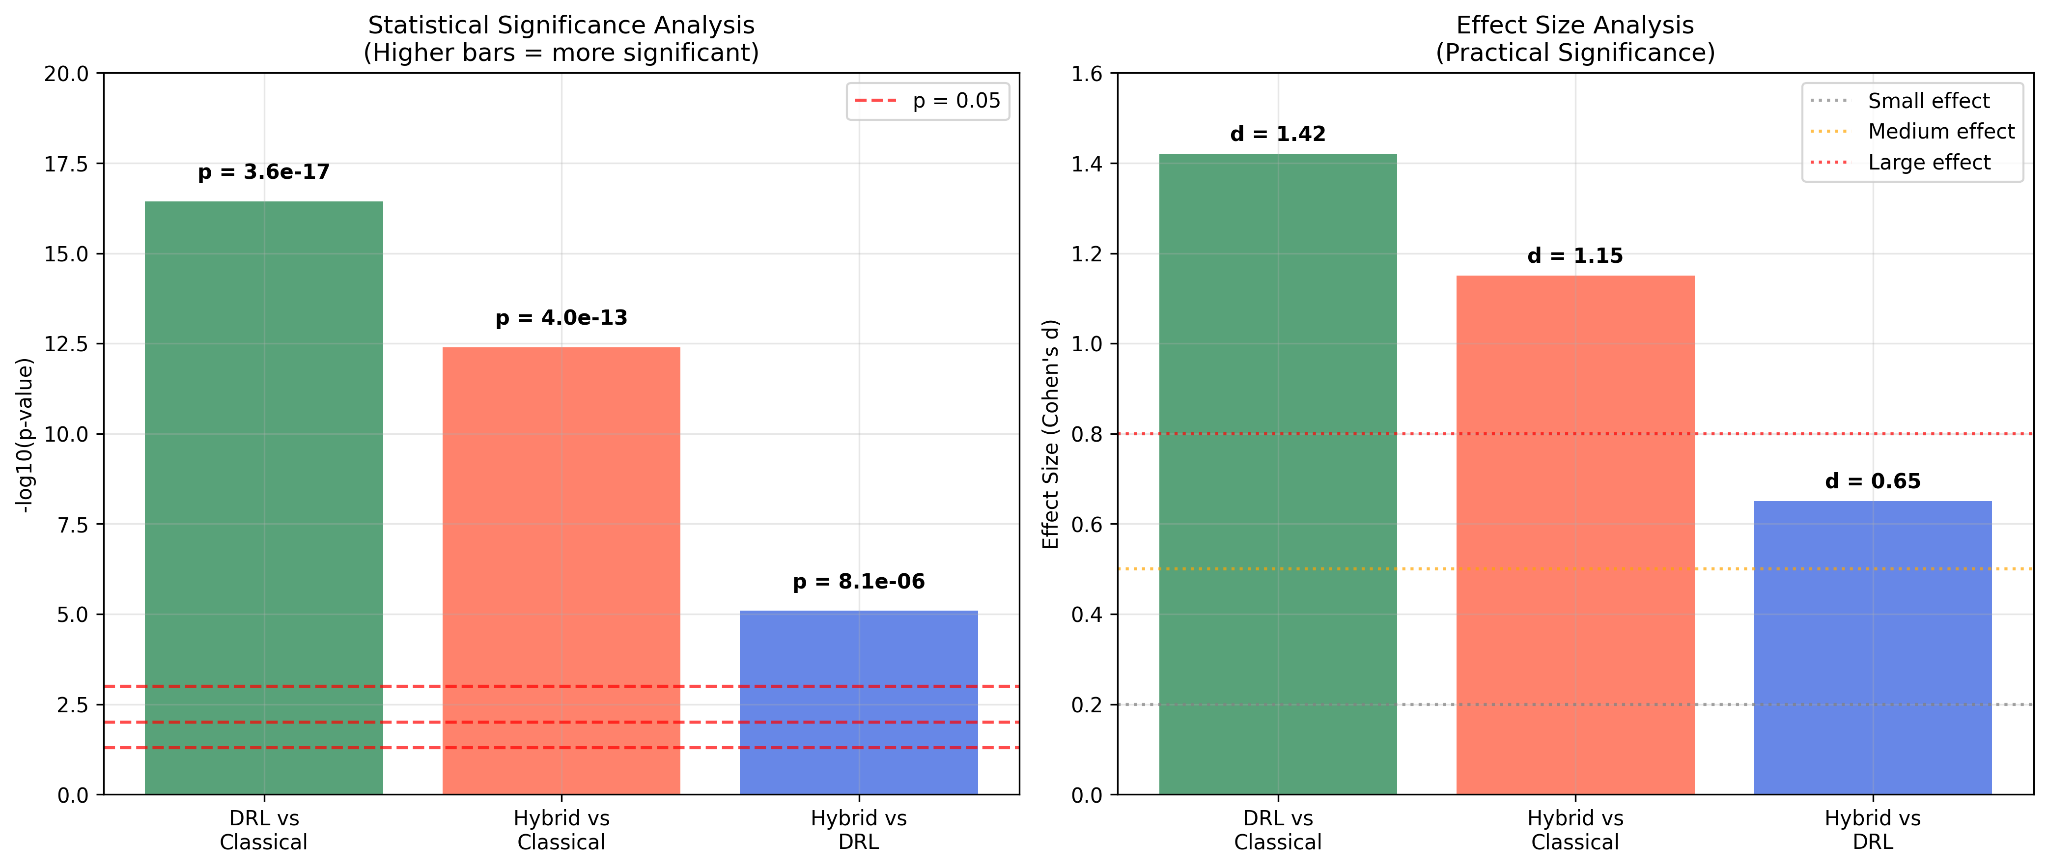 Statistical Significance Analysis
(Higher bars = more significant)
-log10(p-value)
20.0
17.5
15.0
12.5
10.0
7.5
5.0
2.5
0.0
p = 0.05
p = 3.6e-17
p = 4.0e-13
p = 8.1e-06
DRL vs
Classical
Hybrid vs
Classical
Hybrid vs
DRL
Effect Size Analysis
(Practical Significance)
Effect Size (Cohen's d)
1.6
1.4
1.2
1.0
0.8
0.6
0.4
0.2
0.0
Small effect
Medium effect
Large effect
d = 1.42
d = 1.15
d = 0.65
DRL vs
Classical
Hybrid vs
Classical
Hybrid vs
DRL